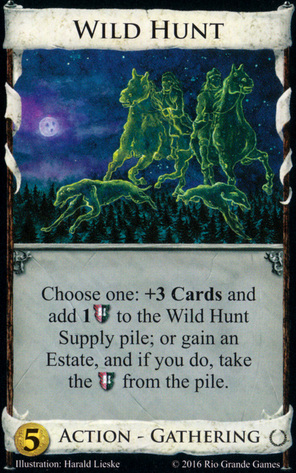 WILD HUNT
Choose one: +3 Cards and
add 1 to the Wild Hunt
Supply pile; or gain an
Estate, and if you do, take
the from the pile.
5 ACTION - GATHERING
Illustration: Harald Lieske © 2016 Rio Grande Games